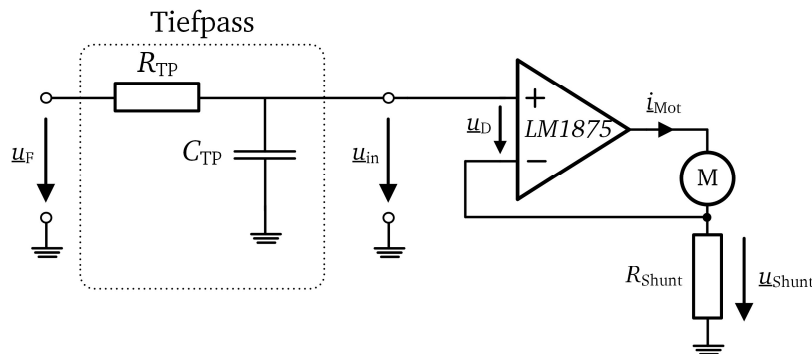 Tiefpass
R_TP
C_TP
u_F
u_in
u_D
+
LM1875
−
i_Mot
M
R_Shunt
u_Shunt